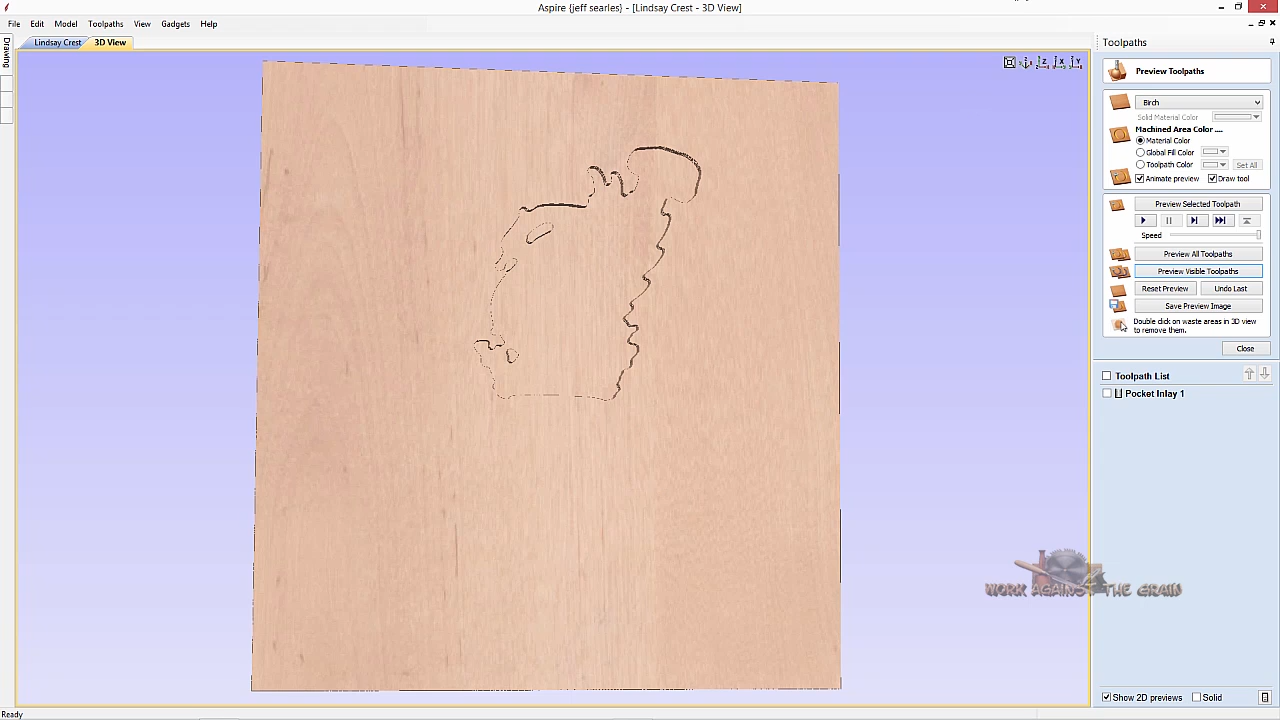 Aspire {jeff searles} - [Lindsay Crest - 3D View]
File Edit Model Toolpaths View Gadgets Help
Drawing
Lindsay Crest 3D View
Toolpaths
Preview Toolpaths
Birch
Solid Material Color
Machined Area Color ....
Material Color
Global Fill Color
Toolpath Color Set All
Animate preview Draw tool
Preview Selected Toolpath
Speed
Preview All Toolpaths
Preview Visible Toolpaths
Reset Preview Undo Last
Save Preview Image
Double click on waste areas in 3D view
to remove them.
Close
Toolpath List
Pocket Inlay 1
WORK AGAINST THE GRAIN
Show 2D previews Solid
Ready